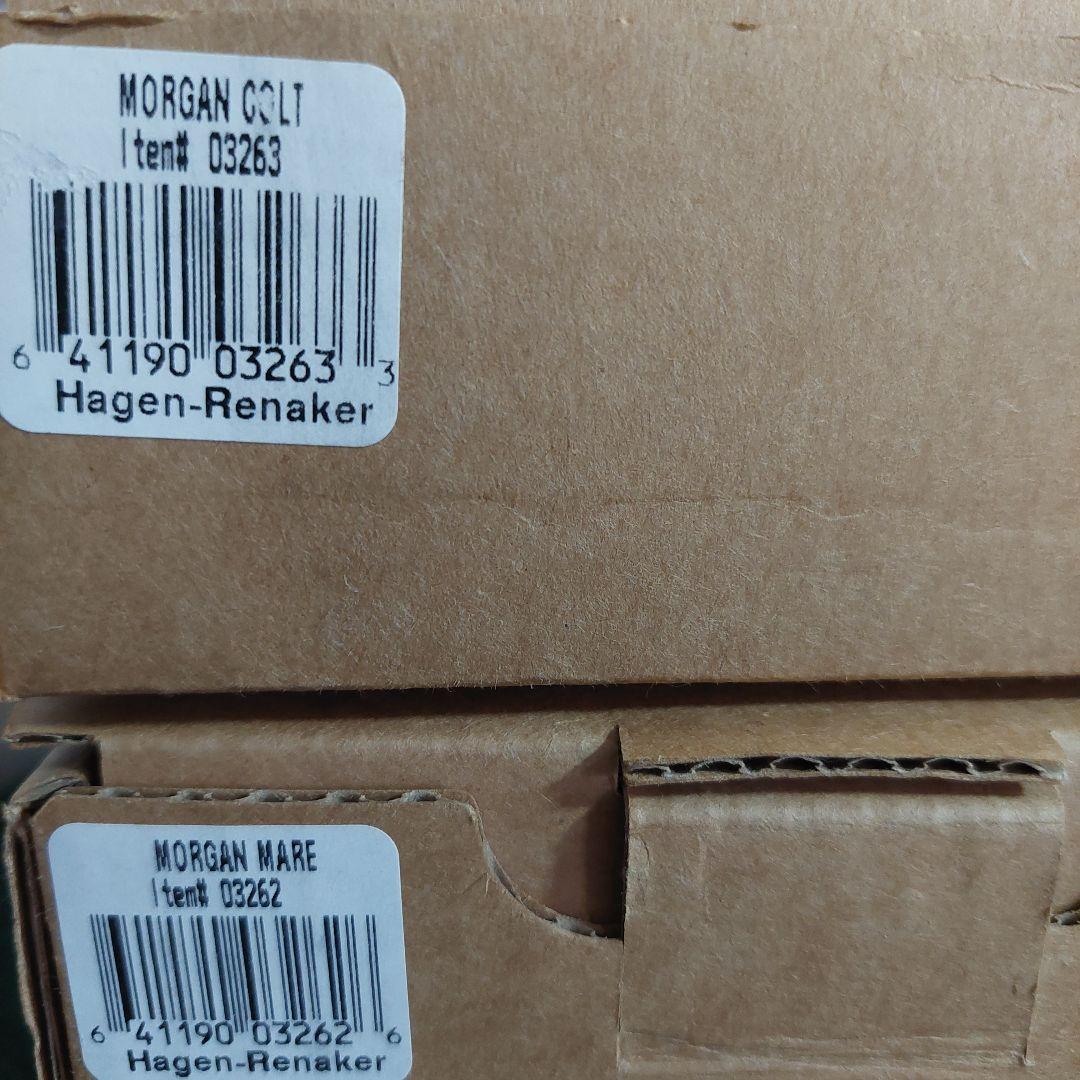 MORGAN COLT
Item# 03263
6 41190 03263 3
Hagen-Renaker
MORGAN MARE
Item# 03262
6 41190 03262 6
Hagen-Renaker